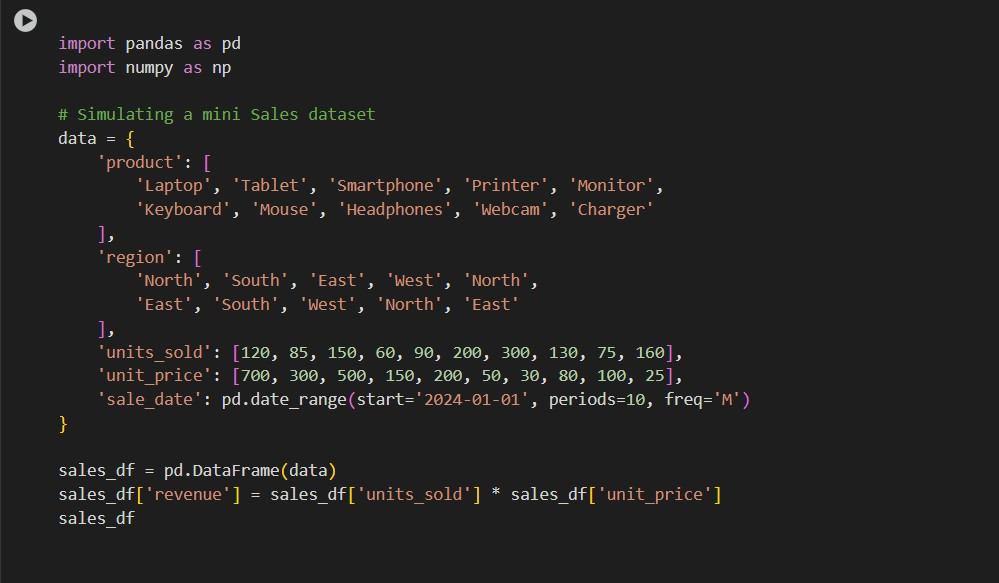 import pandas as pd
import numpy as np
# Simulating a mini Sales dataset
data = {
'product': [
'Laptop', 'Tablet', 'Smartphone', 'Printer', 'Monitor',
'Keyboard', 'Mouse', 'Headphones', 'Webcam', 'Charger'
],
'region': [
'North', 'South', 'East', 'West', 'North',
'East', 'South', 'West', 'North', 'East'
],
'units_sold': [120, 85, 150, 60, 90, 200, 300, 130, 75, 160],
'unit_price': [700, 300, 500, 150, 200, 50, 30, 80, 100, 25],
'sale_date': pd.date_range(start='2024-01-01', periods=10, freq='M')
}
sales_df = pd.DataFrame(data)
sales_df['revenue'] = sales_df['units_sold'] * sales_df['unit_price']
sales_df